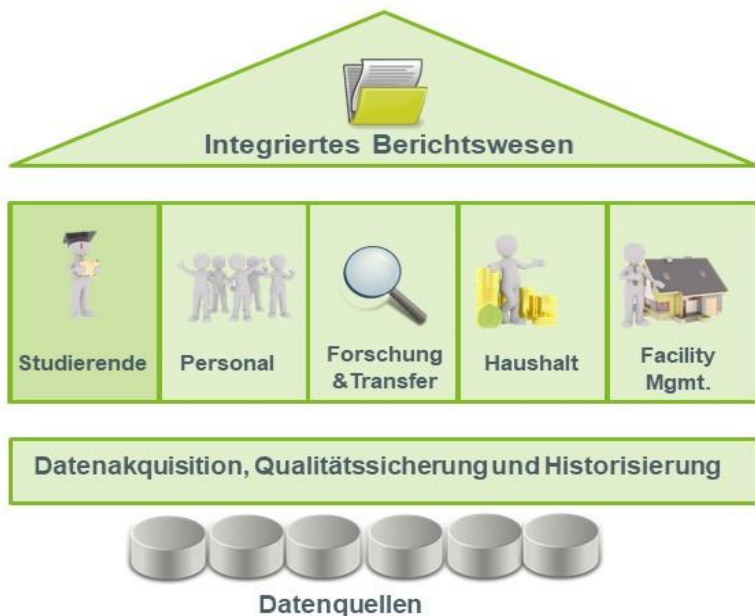 Integriertes Berichtswesen
Studierende
Personal
Forschung
&Transfer
Haushalt
Facility
Mgmt.
Datenakquisition, Qualitätssicherung und Historisierung
Datenquellen